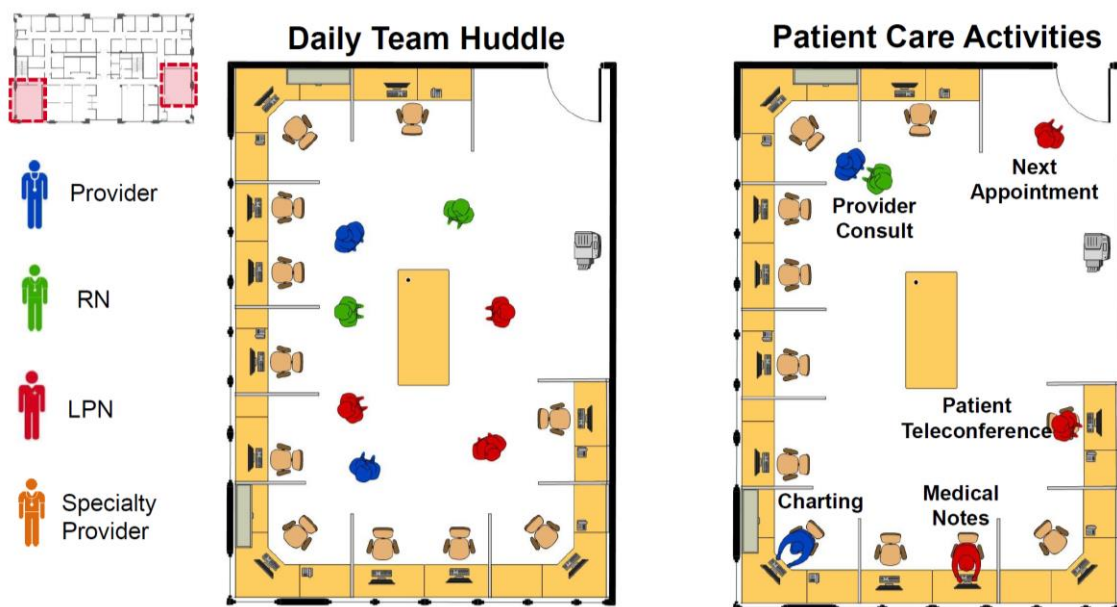 Daily Team Huddle
Patient Care Activities
Provider
RN
LPN
Specialty
Provider
Next
Appointment
Provider
Consult
Patient
Teleconference
Charting
Medical
Notes